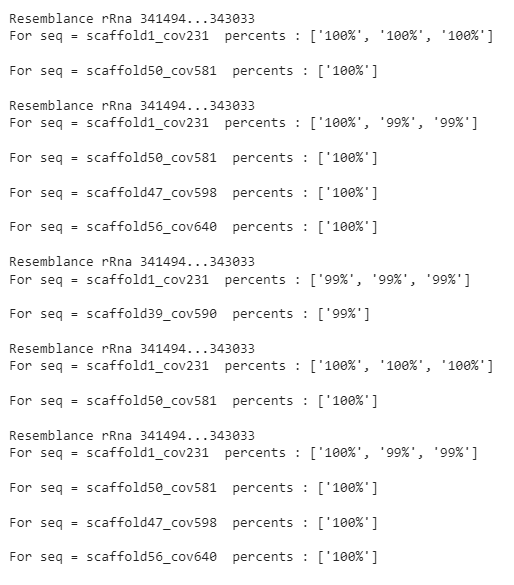 Resemblance rRna 341494...343033
For seq = scaffold1_cov231  percents : ['100%', '100%', '100%']
For seq = scaffold50_cov581  percents : ['100%']
Resemblance rRna 341494...343033
For seq = scaffold1_cov231  percents : ['100%', '99%', '99%']
For seq = scaffold50_cov581  percents : ['100%']
For seq = scaffold47_cov598  percents : ['100%']
For seq = scaffold56_cov640  percents : ['100%']
Resemblance rRna 341494...343033
For seq = scaffold1_cov231  percents : ['99%', '99%', '99%']
For seq = scaffold39_cov590  percents : ['99%']
Resemblance rRna 341494...343033
For seq = scaffold1_cov231  percents : ['100%', '100%', '100%']
For seq = scaffold50_cov581  percents : ['100%']
Resemblance rRna 341494...343033
For seq = scaffold1_cov231  percents : ['100%', '99%', '99%']
For seq = scaffold50_cov581  percents : ['100%']
For seq = scaffold47_cov598  percents : ['100%']
For seq = scaffold56_cov640  percents : ['100%']